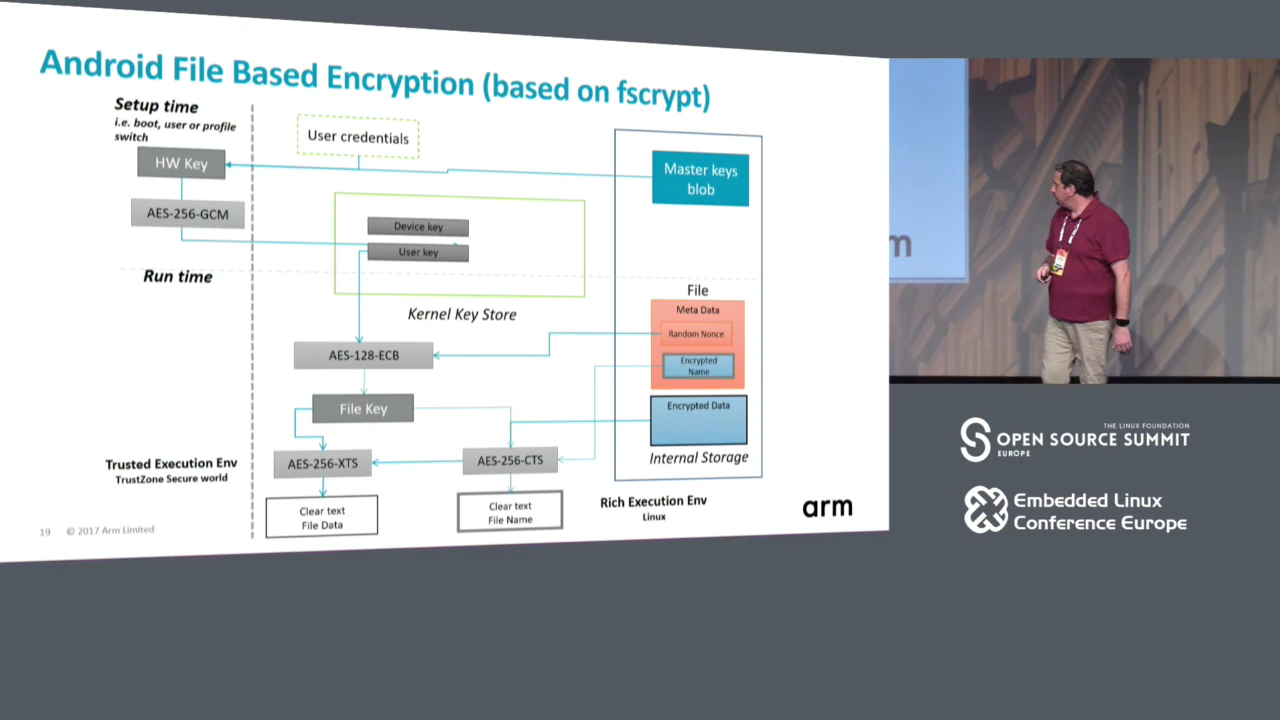 Android File Based Encryption (based on fscrypt)
Setup time
i.e. boot, user or profile
switch
HW Key
AES-256-GCM
User credentials
Master keys
blob
Device key
User key
Run time
Kernel Key Store
File
Meta Data
Random Nonce
Encrypted
Name
Encrypted Data
Internal Storage
AES-128-ECB
File Key
AES-256-XTS
AES-256-CTS
Clear text
File Data
Clear text
File Name
Trusted Execution Env
TrustZone Secure world
Rich Execution Env
Linux
19 © 2017 Arm Limited
arm
m
THE LINUX FOUNDATION
OPEN SOURCE SUMMIT
EUROPE
Embedded Linux
Conference Europe